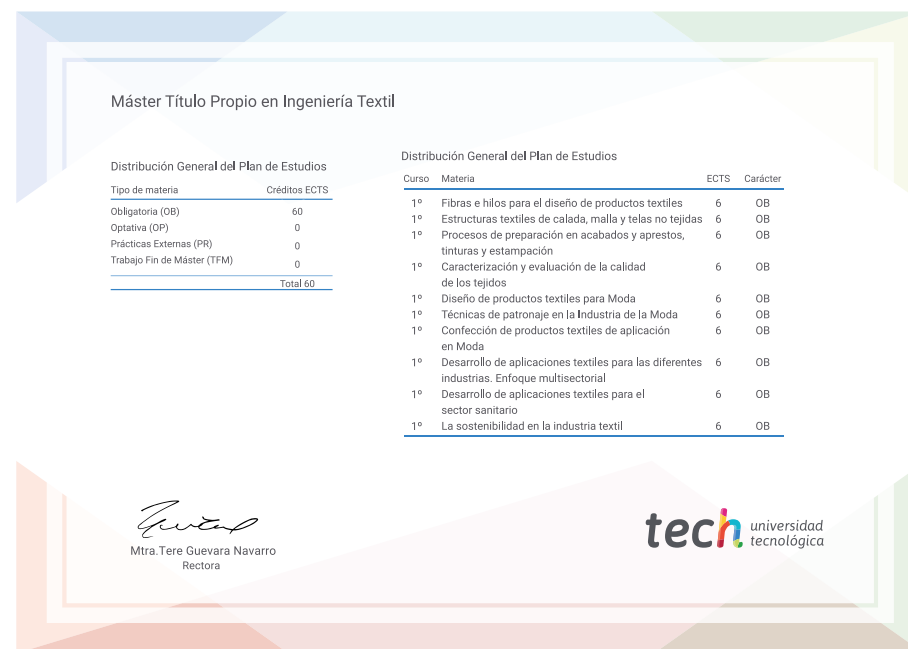 Máster Título Propio en Ingeniería Textil
Distribución General del Plan de Estudios
Tipo de materia Créditos ECTS
Obligatoria (OB) 60
Optativa (OP) 0
Prácticas Externas (PR) 0
Trabajo Fin de Máster (TFM) 0
Total 60
Distribución General del Plan de Estudios
Curso Materia ECTS Carácter
1º Fibras e hilos para el diseño de productos textiles 6 OB
1º Estructuras textiles de calada, malla y telas no tejidas 6 OB
1º Procesos de preparación en acabados y aprestos, 6 OB
tinturas y estampación
1º Caracterización y evaluación de la calidad 6 OB
de los tejidos
1º Diseño de productos textiles para Moda 6 OB
1º Técnicas de patronaje en la Industria de la Moda 6 OB
1º Confección de productos textiles de aplicación 6 OB
en Moda
1º Desarrollo de aplicaciones textiles para las diferentes 6 OB
industrias. Enfoque multisectorial
1º Desarrollo de aplicaciones textiles para el 6 OB
sector sanitario
1º La sostenibilidad en la industria textil 6 OB
Mtra.Tere Guevara Navarro
Rectora
tech universidad
tecnológica